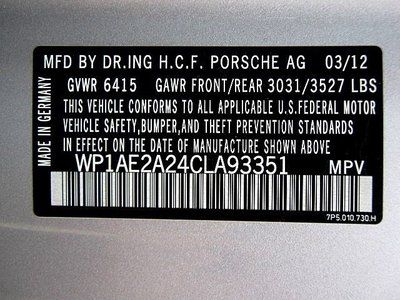 MFD BY DR.ING H.C.F. PORSCHE AG 03/12
GVWR 6415 GAWR FRONT/REAR 3031/3527 LBS
THIS VEHICLE CONFORMS TO ALL APPLICABLE U.S.FEDERAL MOTOR
VEHICLE SAFETY,BUMPER,AND THEFT PREVENTION STANDARDS
IN EFFECT ON THE DATE OF MANUFACTURE SHOWN ABOVE.
WP1AE2A24CLA93351 MPV
MADE IN GERMANY
7P5.010.730.H